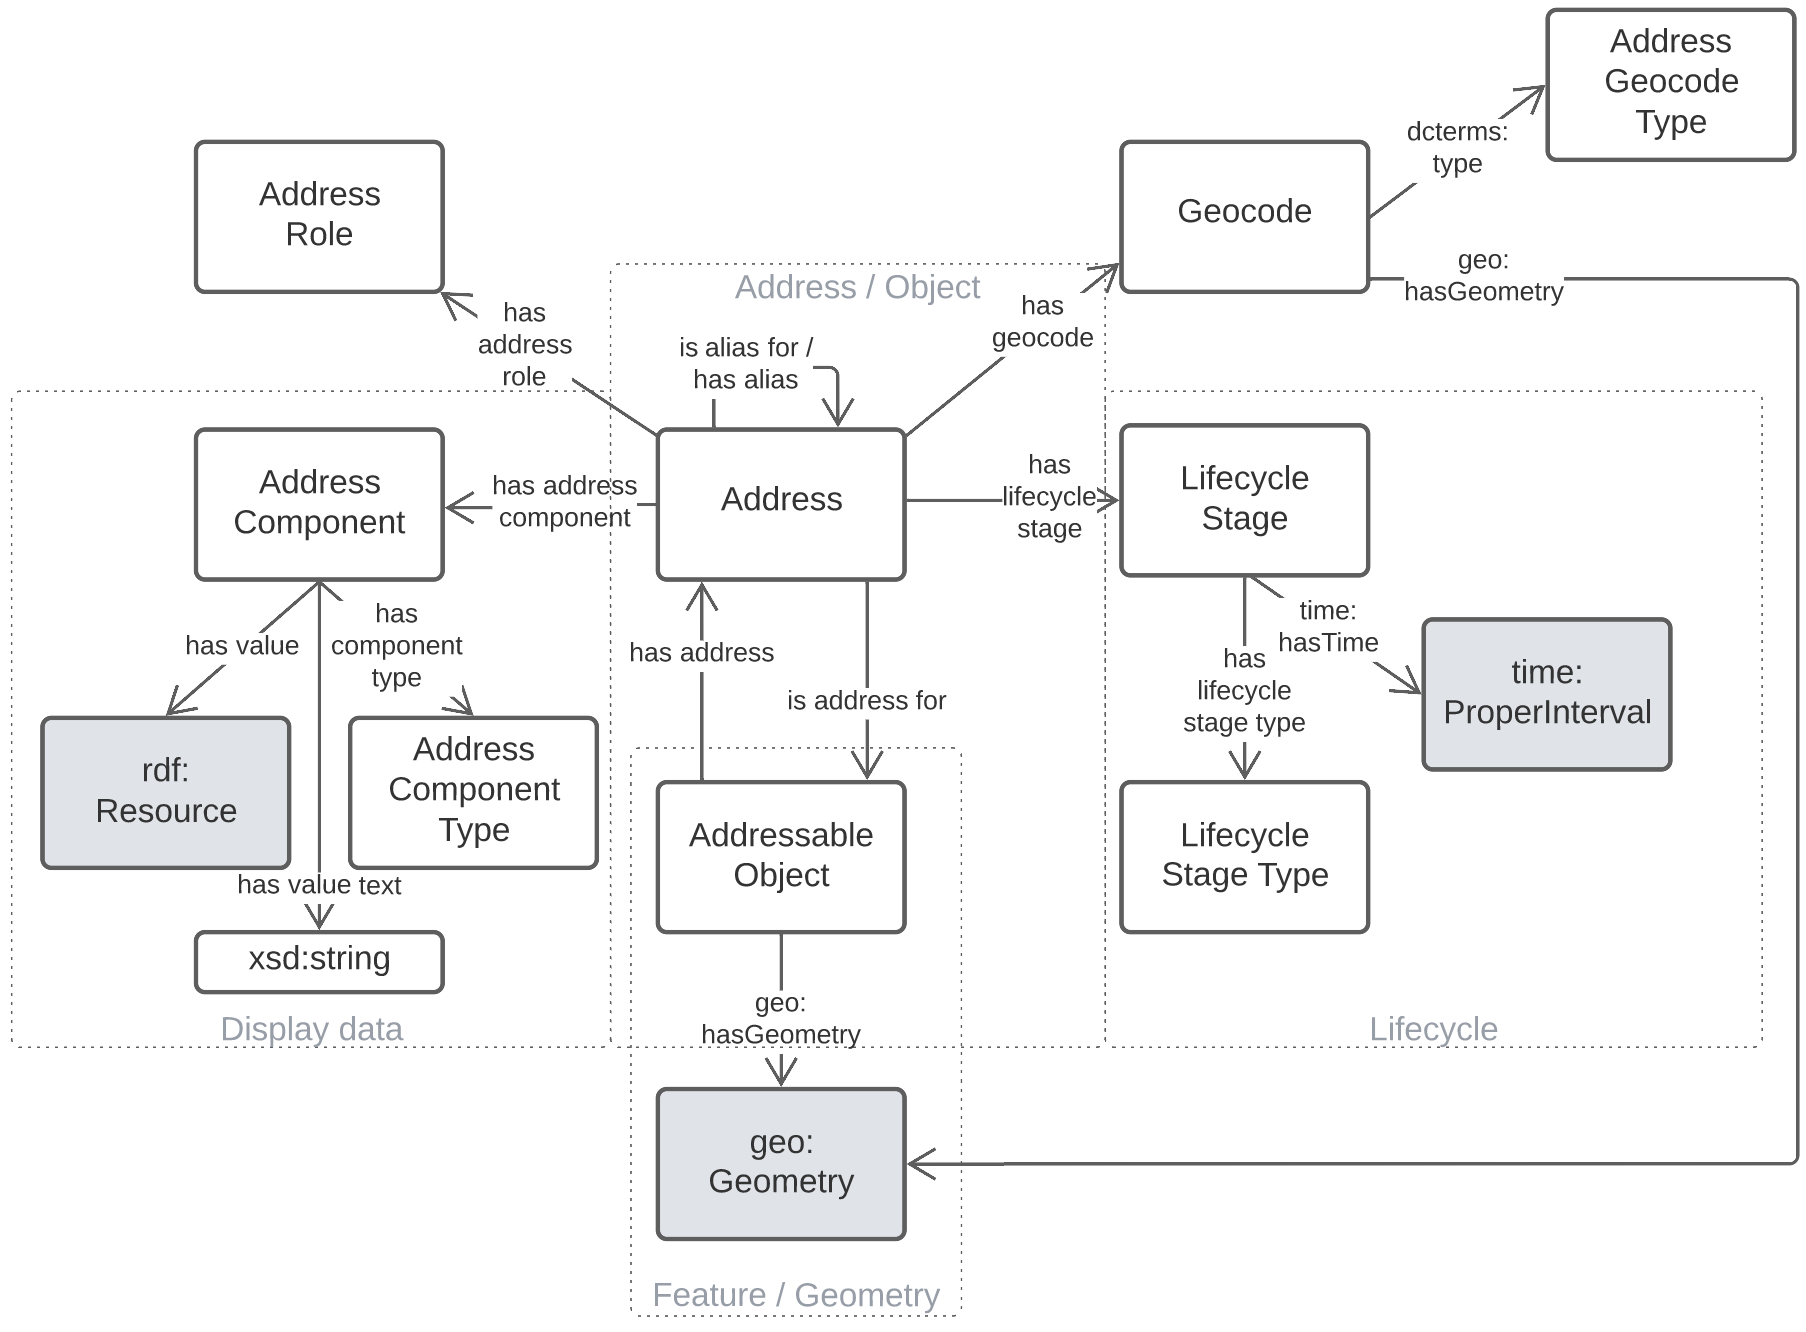 Address
Geocode
Type
dcterms:
type
Address
Role
Geocode
geo:
hasGeometry
Address / Object
has
address
role
has
geocode
is alias for /
has alias
Address
Component
has address
component
Address
has
lifecycle
stage
Lifecycle
Stage
has value
has
component
type
has address
is address for
time:
hasTime
has
lifecycle
stage type
time:
ProperInterval
rdf:
Resource
Address
Component
Type
Addressable
Object
Lifecycle
Stage Type
has value text
xsd:string
Display data
geo:
hasGeometry
Lifecycle
geo:
Geometry
Feature / Geometry